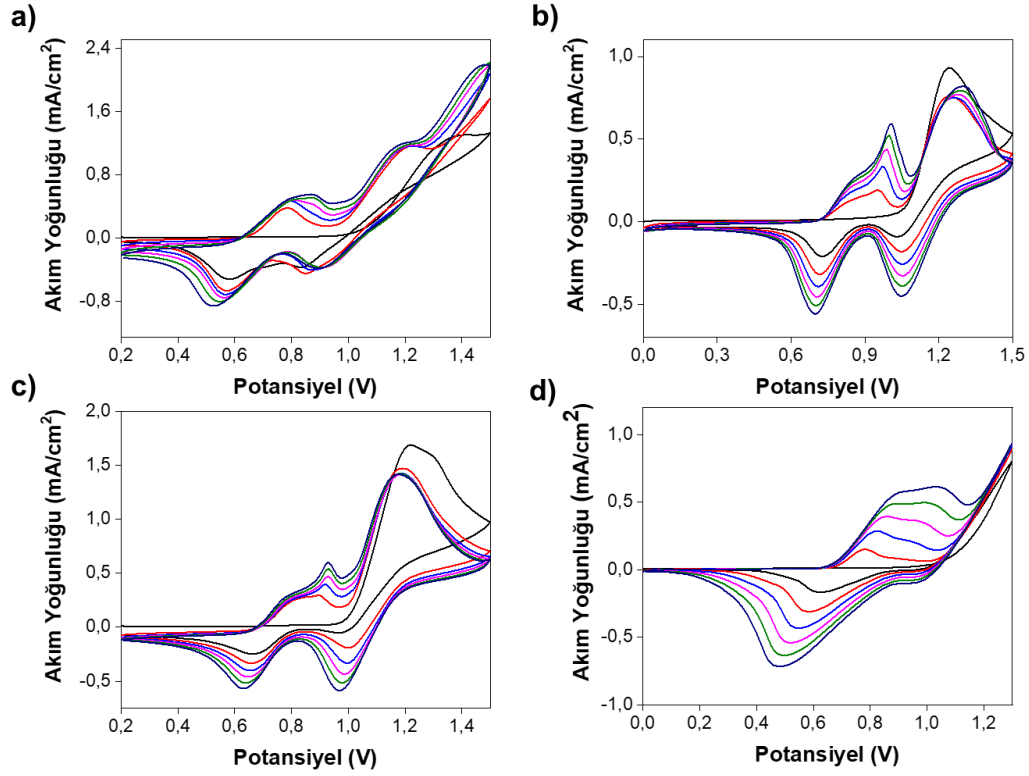 a)
Akım Yoğunluğu (mA/cm²)
2,4
1,6
0,8
0,0
-0,8
0,2 0,4 0,6 0,8 1,0 1,2 1,4
Potansiyel (V)
b)
Akım Yoğunluğu (mA/cm²)
1,0
0,5
0,0
-0,5
0,0 0,3 0,6 0,9 1,2 1,5
Potansiyel (V)
c)
Akım Yoğunluğu (mA/cm²)
2,0
1,5
1,0
0,5
0,0
-0,5
0,2 0,4 0,6 0,8 1,0 1,2 1,4
Potansiyel (V)
d)
Akım Yoğunluğu (mA/cm²)
1,0
0,5
0,0
-0,5
-1,0
0,0 0,2 0,4 0,6 0,8 1,0 1,2
Potansiyel (V)